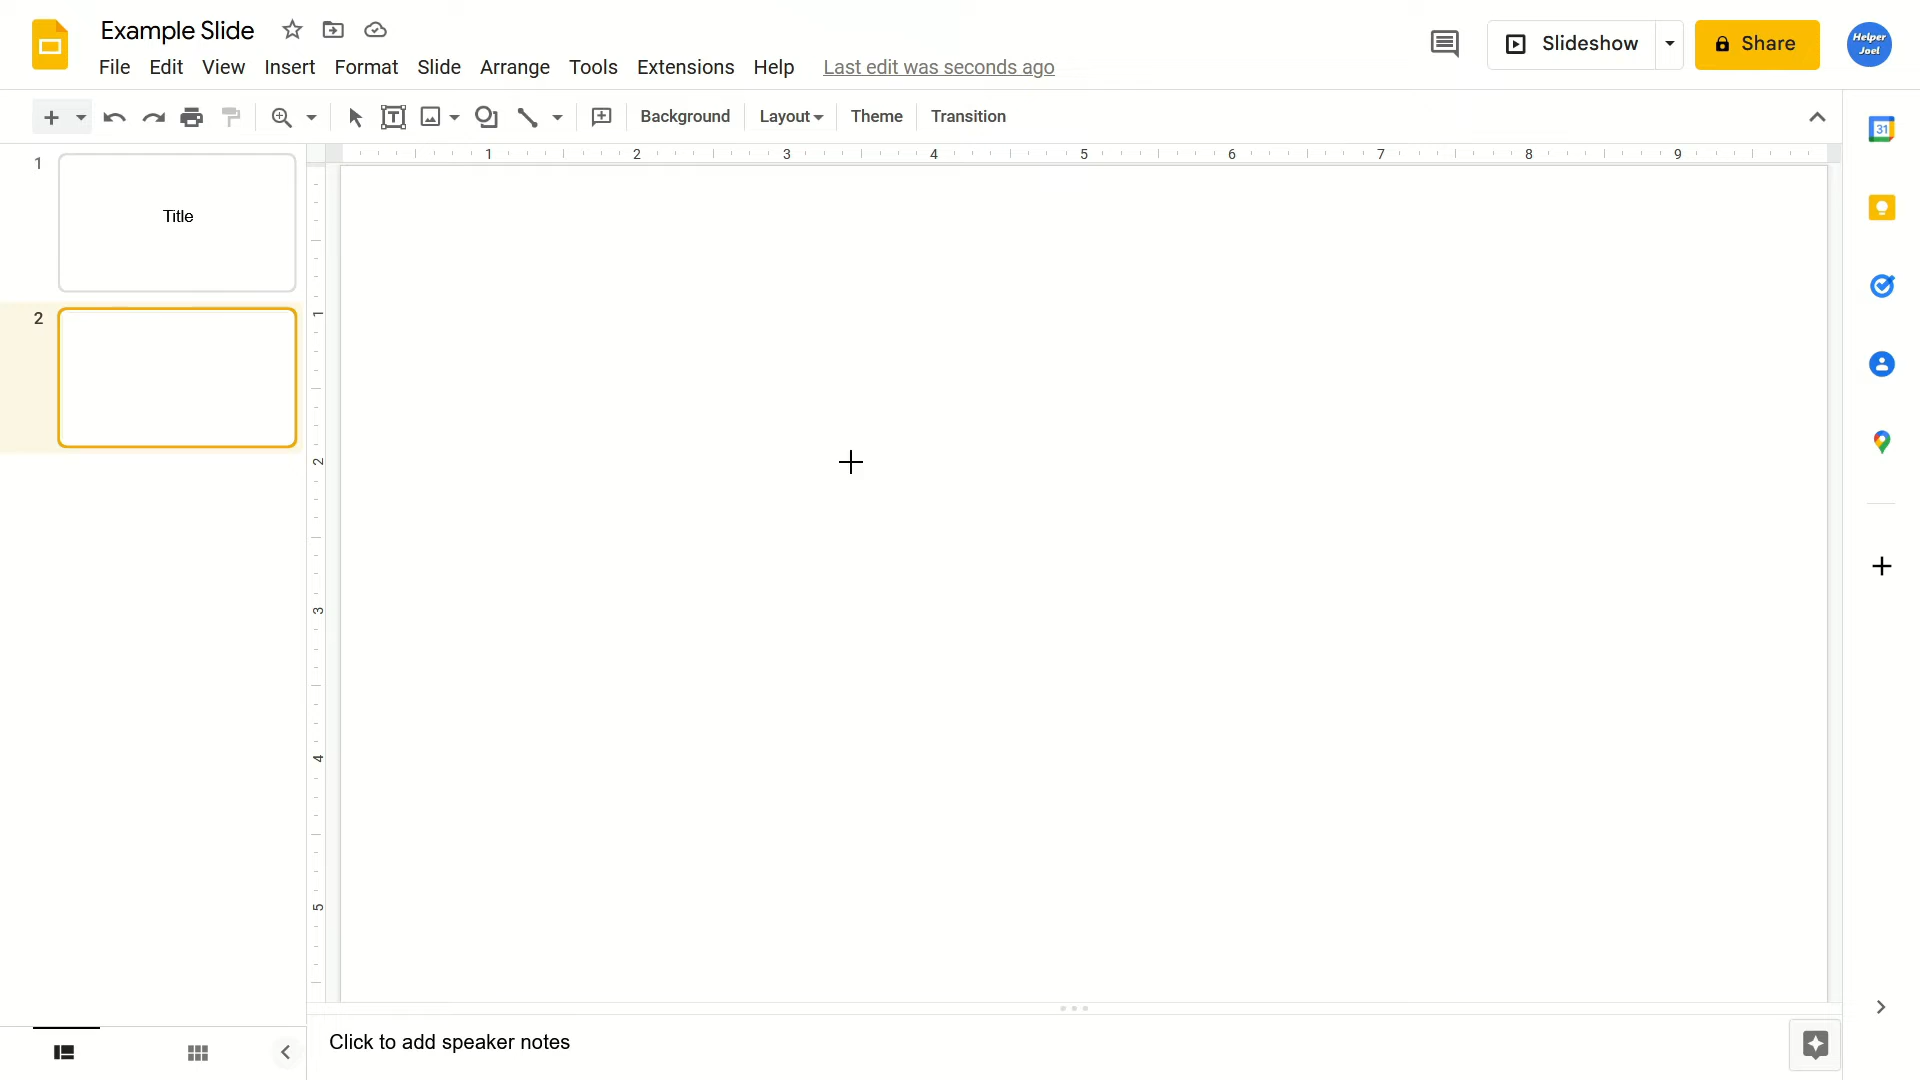 Example Slide
File Edit View Insert Format Slide Arrange Tools Extensions Help Last edit was seconds ago
Slideshow
Share
Helper
Joel
Background Layout Theme Transition
31
1 2 3 4 5 6 7 8 9
1
Title
2
1
2
3
4
5
Click to add speaker notes